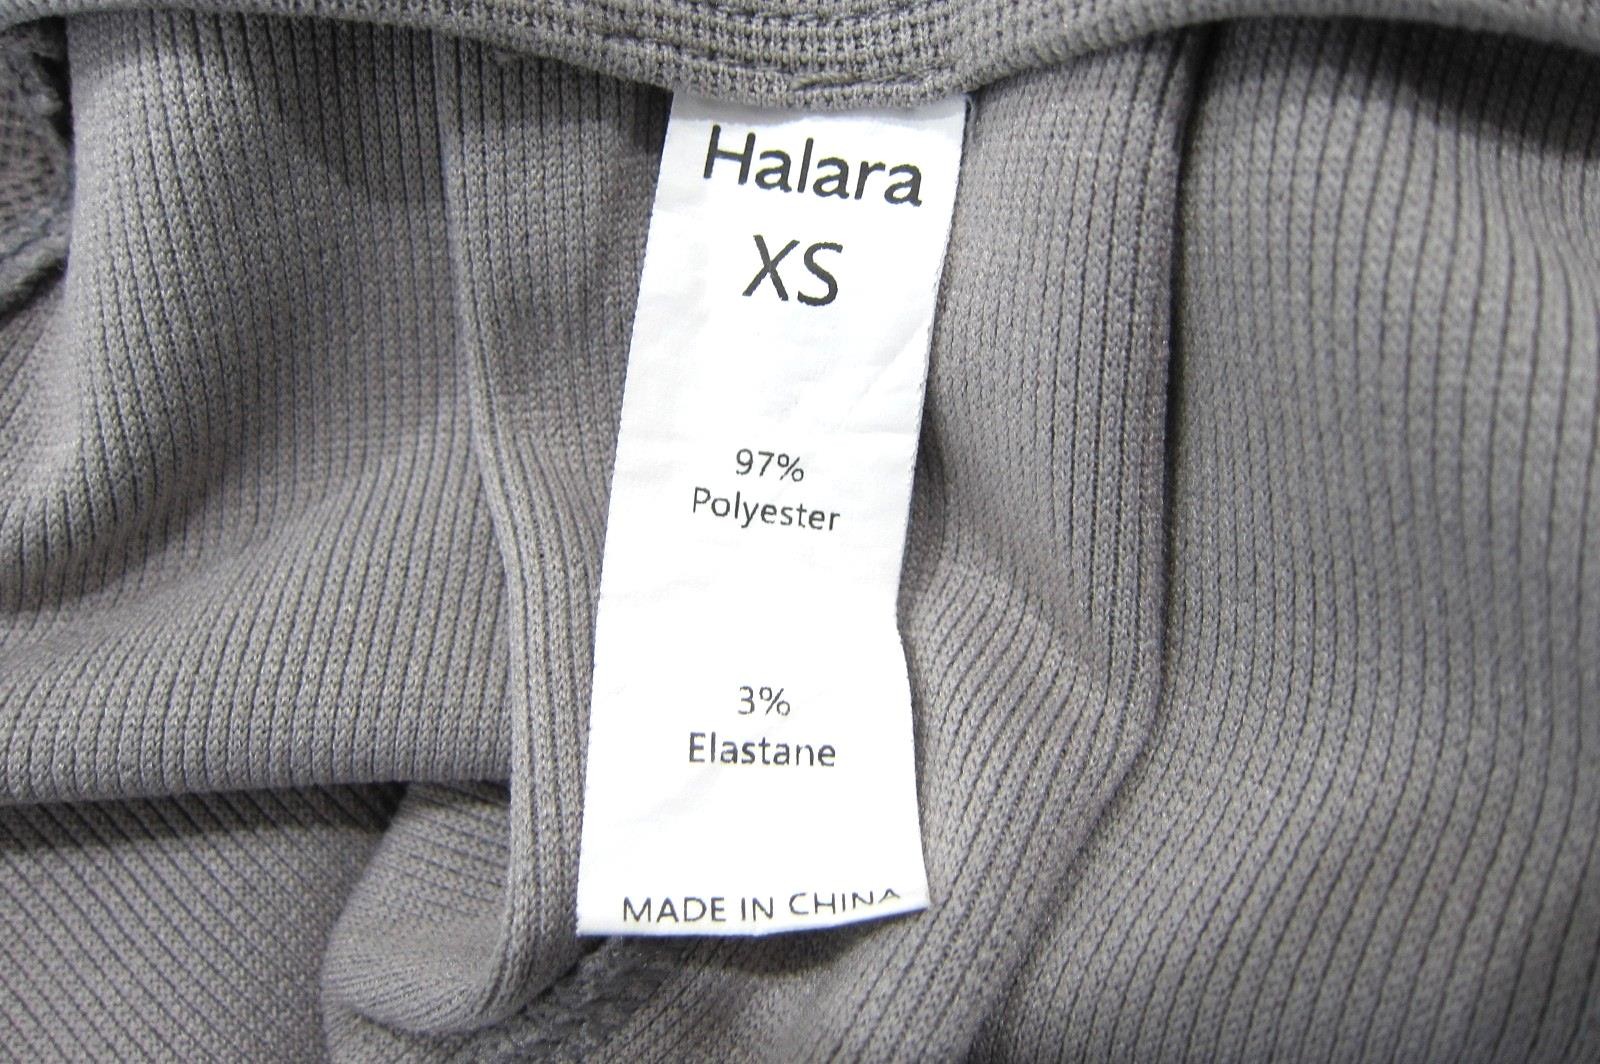 Halara
XS
97%
Polyester
3%
Elastane
MADE IN CHINA